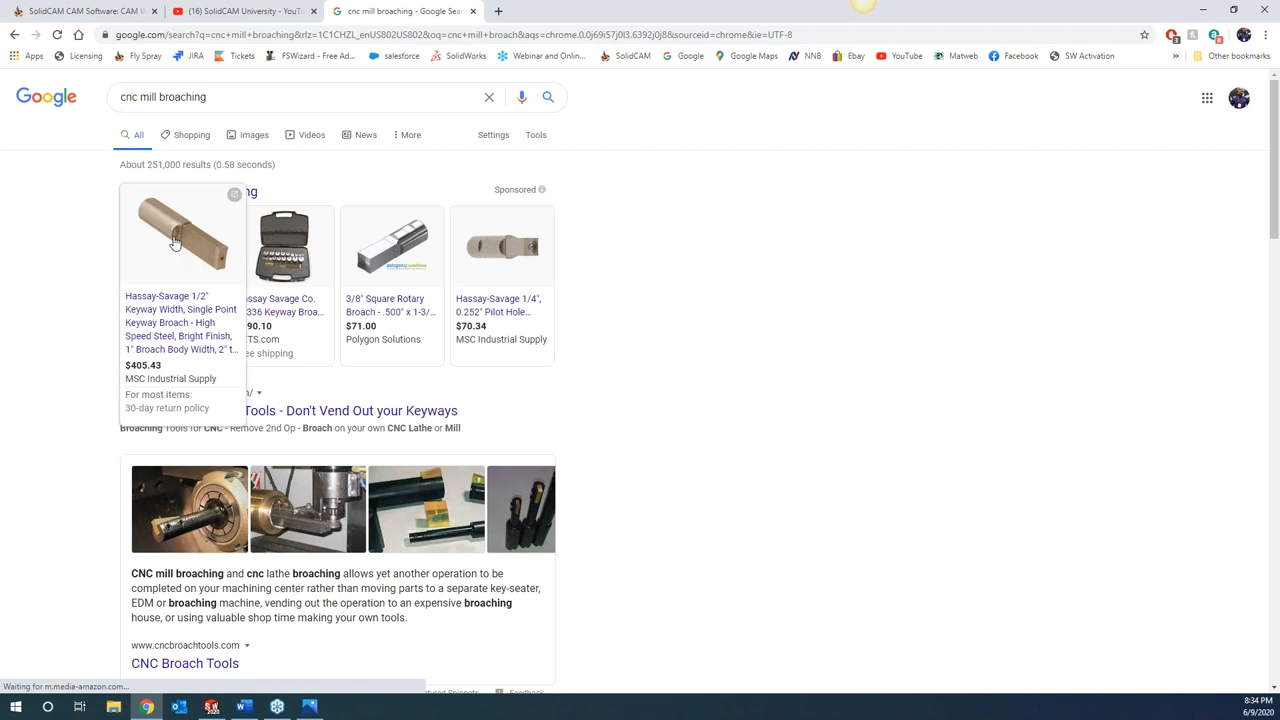 SolidCAM CAM Software | W
(16) SolidCAM University - YouT
cnc mill broaching - Google Sea
google.com/search?q=cnc+mill+broaching&rlz=1C1CHZL_enUS802US802&oq=cnc+mill+broach&aqs=chrome.0.0j69i57j0l3.6392j0j8&sourceid=chrome&ie=UTF-8
Apps
Licensing
Fly Spray
JIRA
Tickets
FSWizard - Free Ad...
salesforce
SolidWorks
Webinar and Onlin...
SolidCAM
Google
Google Maps
NNB
Ebay
YouTube
Matweb
Facebook
SW Activation
»
Other bookmarks
Google
cnc mill broaching
All
Shopping
Images
Videos
News
More
Settings
Tools
About 251,000 results (0.58 seconds)
ng
Sponsored
Hassay-Savage 1/2"
Keyway Width, Single Point
Keyway Broach - High
Speed Steel, Bright Finish,
1" Broach Body Width, 2" t...
$405.43
MSC Industrial Supply
For most items:
30-day return policy
assay Savage Co.
336 Keyway Broa...
90.10
TS.com
ee shipping
polygonsolutions
3/8" Square Rotary
Broach - .500" x 1-3/...
$71.00
Polygon Solutions
Hassay-Savage 1/4",
0.252" Pilot Hole...
$70.34
MSC Industrial Supply
n/
Tools - Don't Vend Out your Keyways
Broaching Tools for CNC - Remove 2nd Op - Broach on your own CNC Lathe or Mill
CNC mill broaching and cnc lathe broaching allows yet another operation to be
completed on your machining center rather than moving parts to a separate key-seater,
EDM or broaching machine, vending out the operation to an expensive broaching
house, or using valuable shop time making your own tools.
www.cncbroachtools.com
CNC Broach Tools
Waiting for m.media-amazon.com...
tured Snippets
Feedback
8:34 PM
6/9/2020